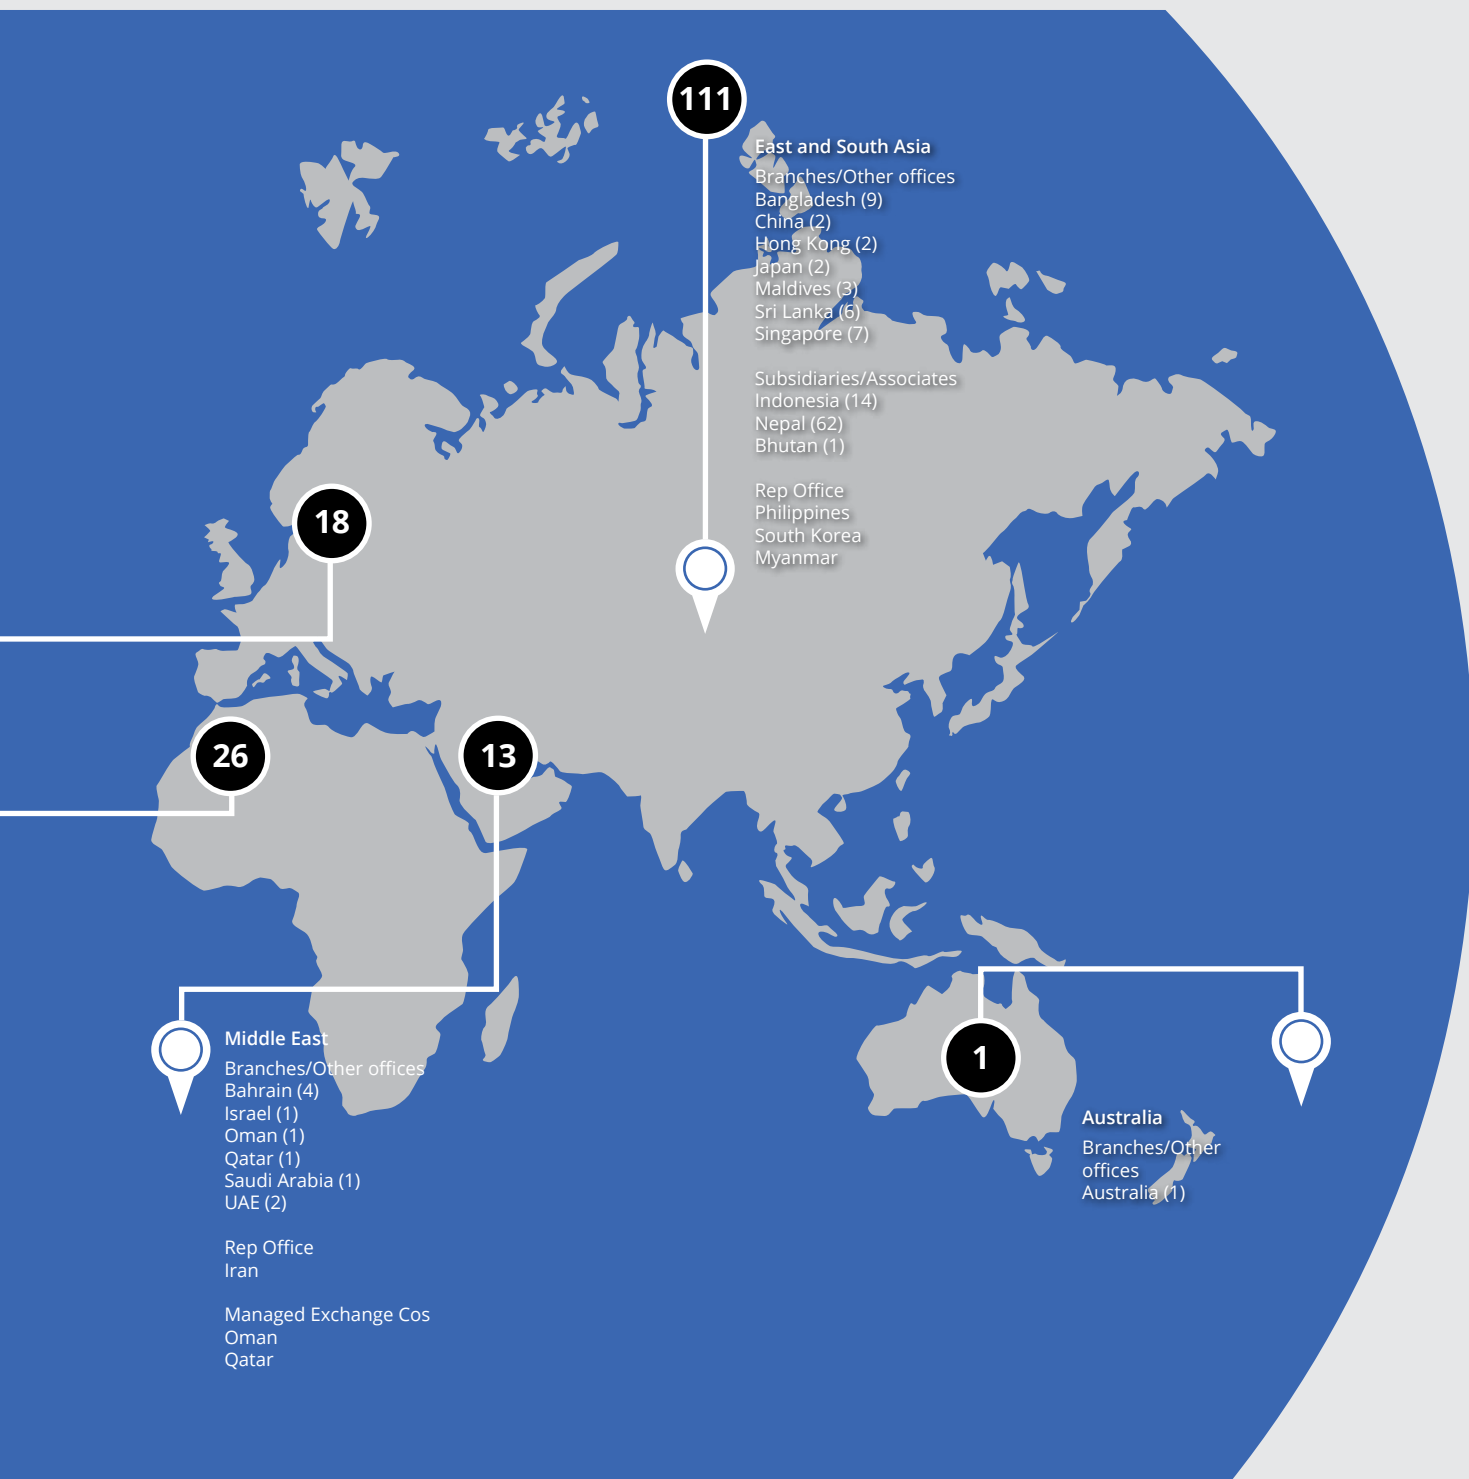 111
East and South Asia
Branches/Other offices
Bangladesh (9)
China (2)
Hong Kong (2)
Japan (2)
Maldives (3)
Sri Lanka (6)
Singapore (7)
Subsidiaries/Associates
Indonesia (14)
Nepal (62)
Bhutan (1)
Rep Office
Philippines
South Korea
Myanmar
18
26
13
Middle East
Branches/Other offices
Bahrain (4)
Israel (1)
Oman (1)
Qatar (1)
Saudi Arabia (1)
UAE (2)
Rep Office
Iran
Managed Exchange Cos
Oman
Qatar
1
Australia
Branches/Other
offices
Australia (1)